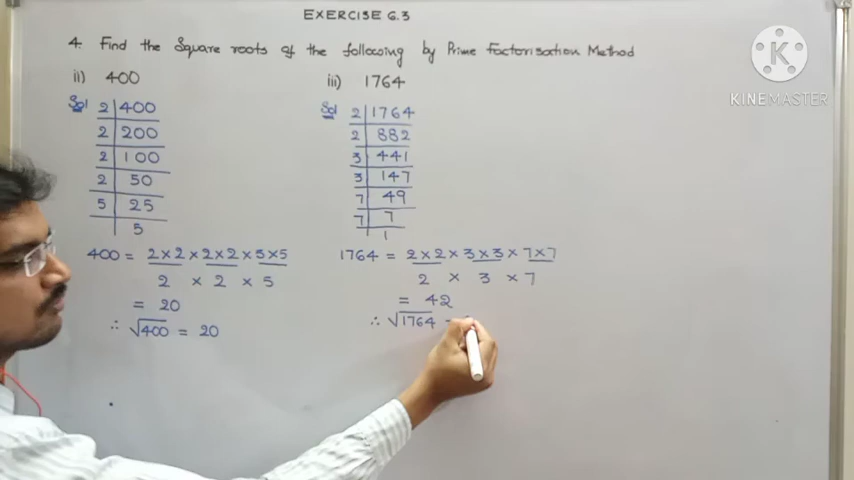 EXERCISE 6.3
4. Find the Square roots of the following by Prime Factorisation Method
ii) 400
Sol 2 | 400
2 | 200
2 | 100
2 | 50
5 | 25
| 5
400 = 2 × 2 × 2 × 2 × 5 × 5
2 × 2 × 5
= 20
∴ √400 = 20
iii) 1764
Sol 2 | 1764
2 | 882
3 | 441
3 | 147
7 | 49
7 | 7
| 1
1764 = 2 × 2 × 3 × 3 × 7 × 7
2 × 3 × 7
= 42
∴ √1764 =
K
KINEMASTER